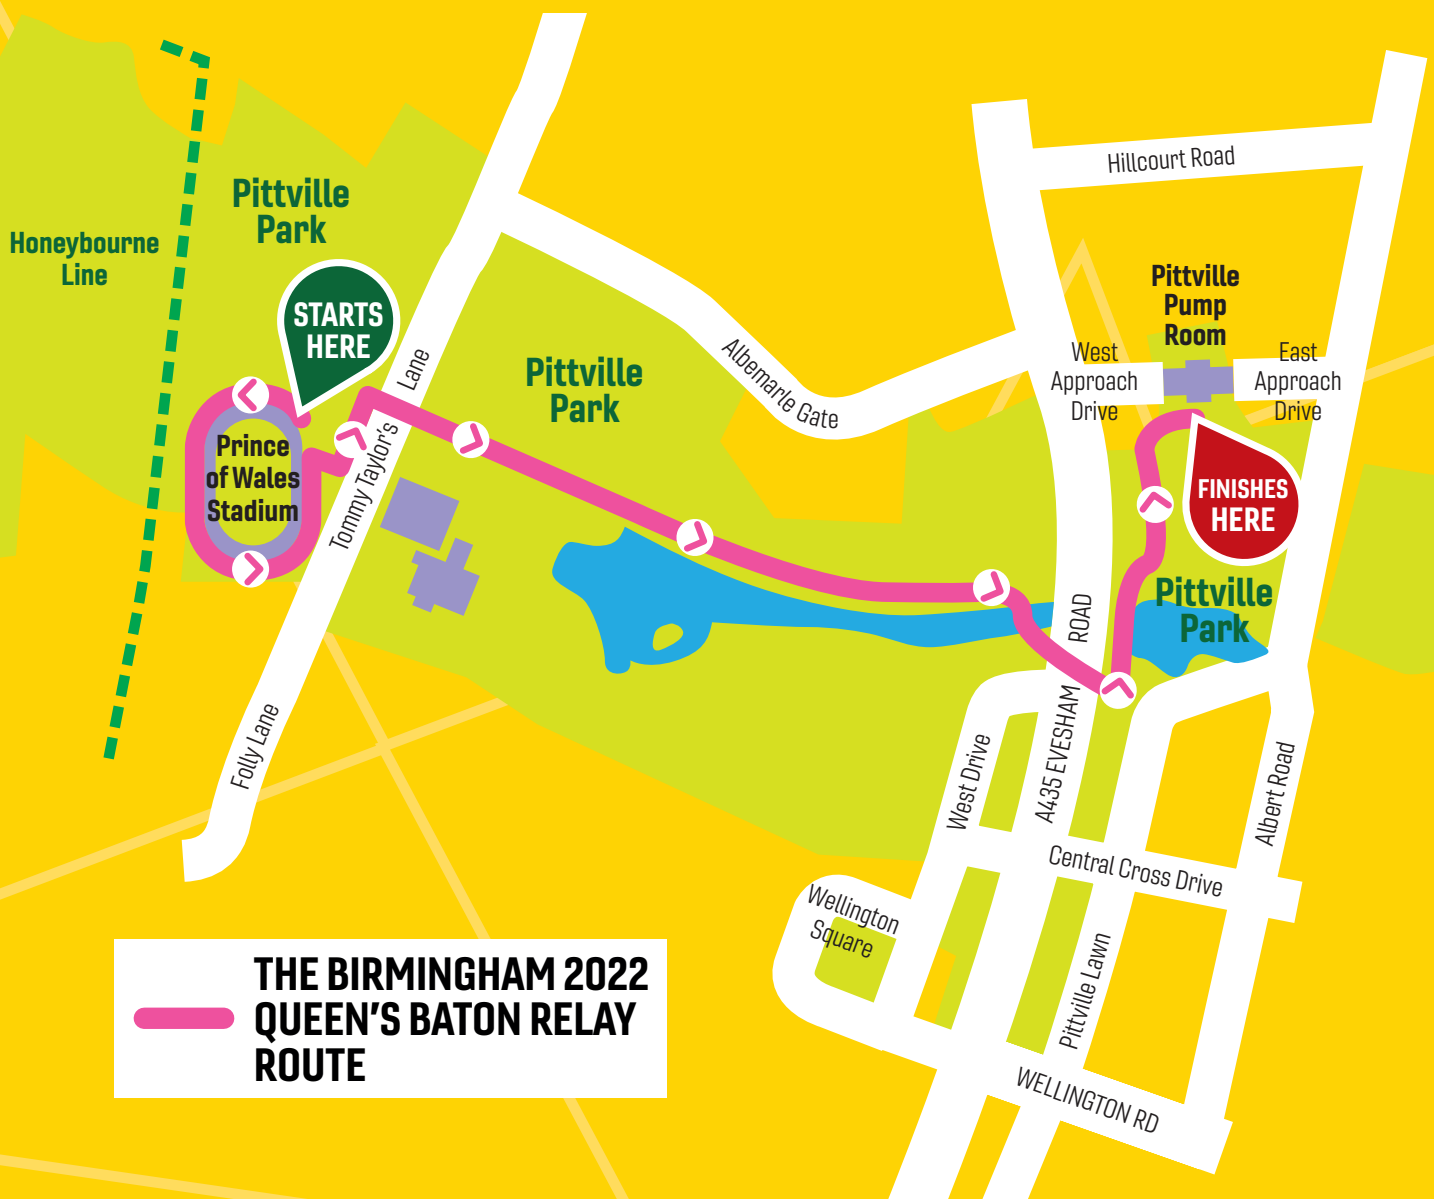 Hillcourt Road
Pittville
Park
Honeybourne
Line
Pittville
Pump
Room
STARTS
HERE
West
Approach
Drive
East
Approach
Drive
Albemarle Gate
Pittville
Park
Tommy Taylor's Lane
Prince
of Wales
Stadium
FINISHES
HERE
Pittville
Park
A435 EVESHAM ROAD
Folly Lane
West Drive
Albert Road
Central Cross Drive
Wellington
Square
Pittville Lawn
WELLINGTON RD
THE BIRMINGHAM 2022
QUEEN'S BATON RELAY
ROUTE